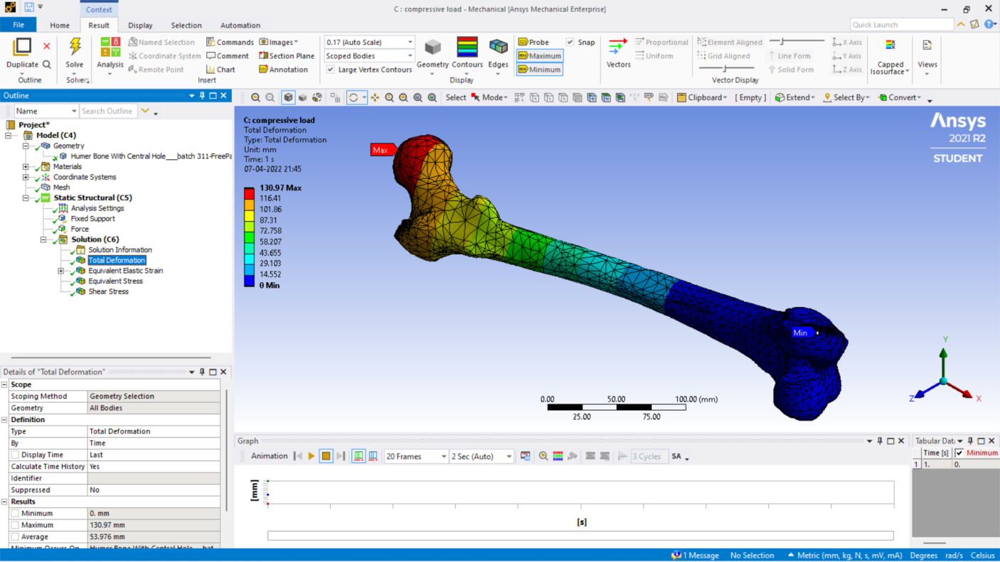 Context
C : compressive load - Mechanical [Ansys Mechanical Enterprise]
File Home Result Display Selection Automation
Quick Launch
Duplicate
Outline
Solve
Solver
Analysis
Named Selection
Coordinate System
Remote Point
Commands
Comment
Chart
Images
Section Plane
Annotation
Insert
0.17 (Auto Scale)
Scoped Bodies
Large Vertex Contours
Geometry Contours Edges
Probe
Maximum
Minimum
Snap
Display
Vectors
Proportional
Uniform
Element Aligned
Grid Aligned
Line Form
Solid Form
X Axis
Y Axis
Z Axis
Vector Display
Capped
Isosurface
Views
Outline
Name
Search Outline
Select Mode Clipboard [ Empty ] Extend Select By Convert
Project*
Model (C4)
Geometry
Humer Bone With Central Hole___batch 311-FreePa
Materials
Coordinate Systems
Mesh
Static Structural (C5)
Analysis Settings
Fixed Support
Force
Solution (C6)
Solution Information
Total Deformation
Equivalent Elastic Strain
Equivalent Stress
Shear Stress
C: compressive load
Total Deformation
Type: Total Deformation
Unit: mm
Time: 1 s
07-04-2022 21:45
130.97 Max
116.41
101.86
87.31
72.758
58.207
43.655
29.103
14.552
0 Min
Max
Min
Ansys
2021 R2
STUDENT
0.00 50.00 100.00 (mm)
25.00 75.00
Y
Z
X
Details of "Total Deformation"
Scope
Scoping Method Geometry Selection
Geometry All Bodies
Definition
Type Total Deformation
By Time
Display Time Last
Calculate Time History Yes
Identifier
Suppressed No
Results
Minimum 0. mm
Maximum 130.97 mm
Average 53.976 mm
Minimum Occurs On Humer Bone With Central Hole___bat
Graph
Animation 20 Frames 2 Sec (Auto) 3 Cycles SA
[mm]
[s]
Tabular Dat
Time [s] Minimum
1 1. 0.
1 Message No Selection Metric (mm, kg, N, s, mV, mA) Degrees rad/s Celsius